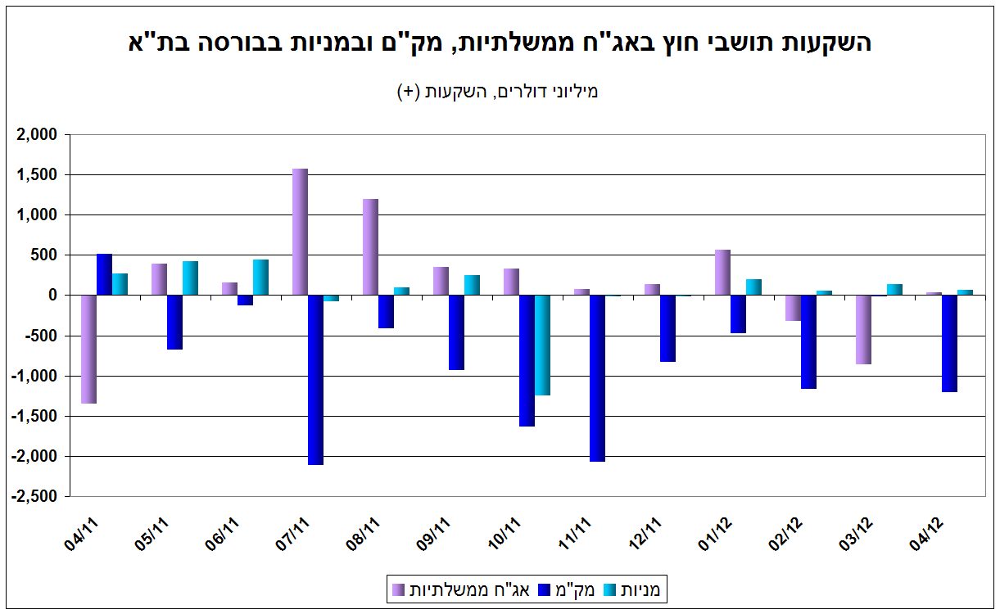 השקעות תושבי חוץ באג"ח ממשלתיות, מק"ם ובמניות בבורסה בת"א
מיליוני דולרים, השקעות (+)
2,000
1,500
1,000
500
0
-500
-1,000
-1,500
-2,000
-2,500
04/11 05/11 06/11 07/11 08/11 09/11 10/11 11/11 12/11 01/12 02/12 03/12 04/12
אג"ח ממשלתיות מק"מ מניות